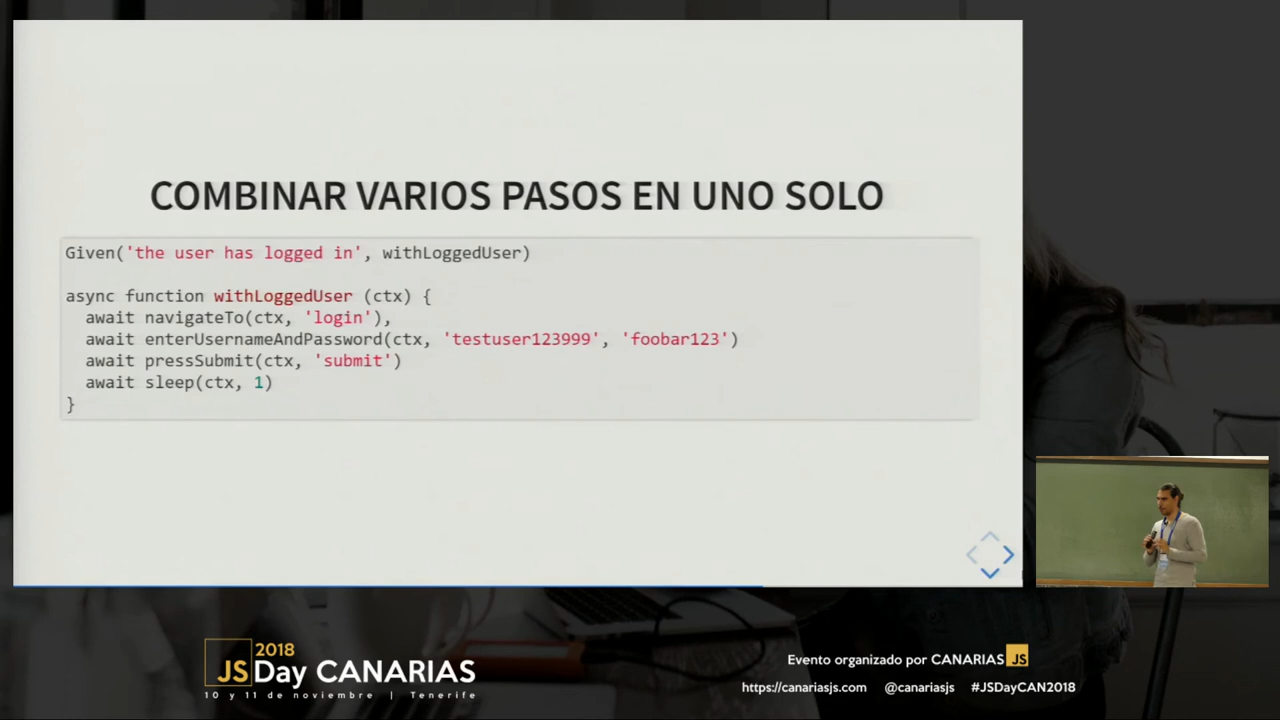 COMBINAR VARIOS PASOS EN UNO SOLO
Given('the user has logged in', withLoggedUser)
async function withLoggedUser (ctx) {
  await navigateTo(ctx, 'login'),
  await enterUsernameAndPassword(ctx, 'testuser123999', 'foobar123')
  await pressSubmit(ctx, 'submit')
  await sleep(ctx, 1)
}
2018
JSDay CANARIAS
10 y 11 de noviembre | Tenerife
Evento organizado por CANARIAS JS
https://canariasjs.com @canariasjs #JSDayCAN2018